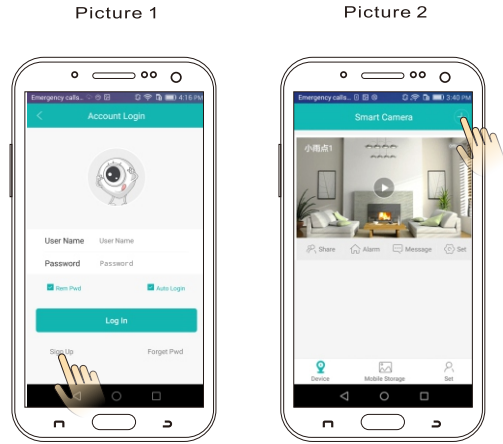 Picture 1
Emergency calls... 4:16 PM
Account Login
User Name User Name
Password Password
Rem Pwd Auto Login
Log In
Sign Up Forget Pwd
Picture 2
Emergency calls... 3:40 PM
Smart Camera
小雨点1
Share Alarm Message Set
Device Mobile Storage Set